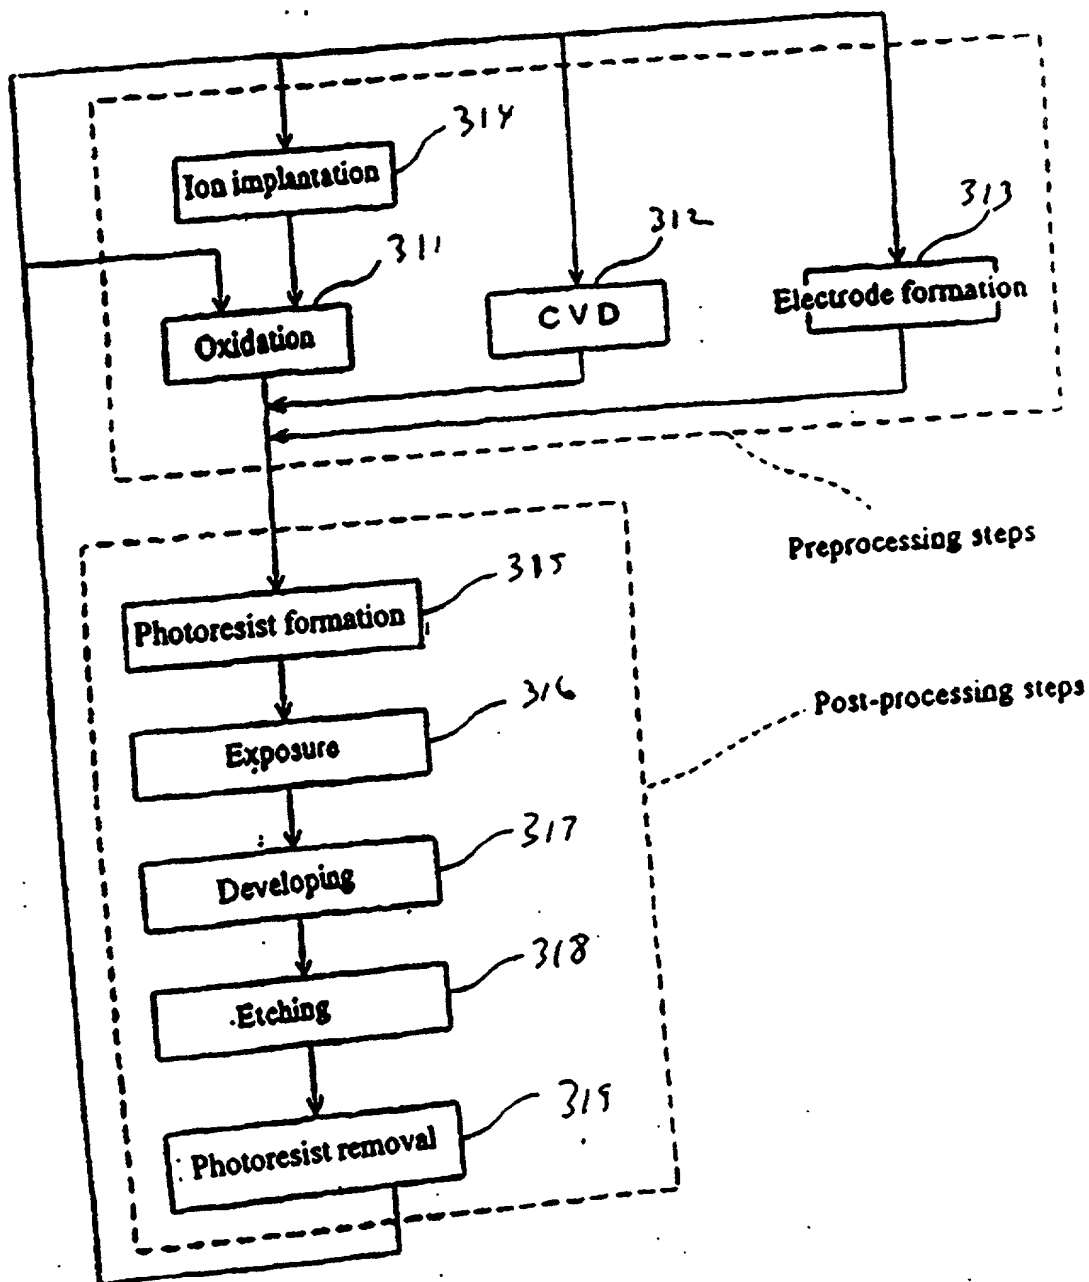 314
Ion implantation
313
312
311
Electrode formation
CVD
Oxidation
Preprocessing steps
315
Photoresist formation
316
Post-processing steps
Exposure
317
Developing
318
Etching
319
Photoresist removal